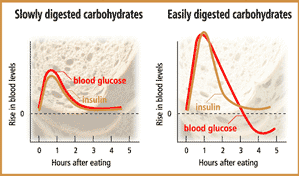 Slowly digested carbohydrates
Rise in blood levels
blood glucose
insulin
0
0 1 2 3 4 5
Hours after eating
Easily digested carbohydrates
Rise in blood levels
insulin
0
blood glucose
0 1 2 3 4 5
Hours after eating